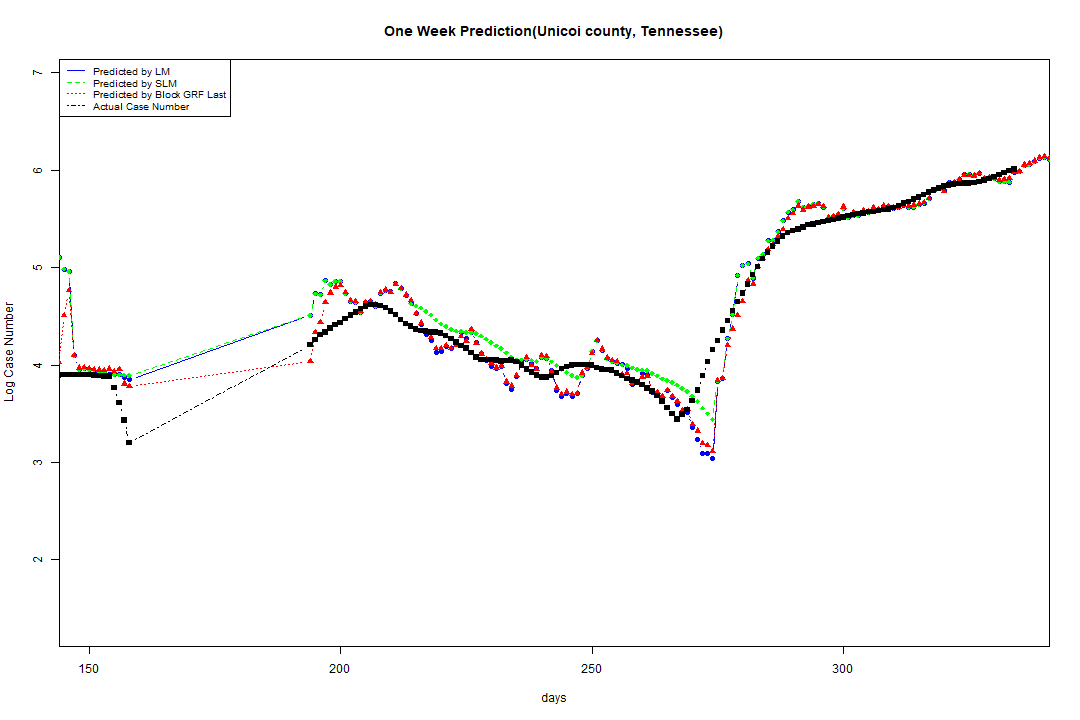 One Week Prediction(Unicoi county, Tennessee)
Predicted by LM
Predicted by SLM
Predicted by Block GRF Last
Actual Case Number
7
6
5
4
3
2
Log Case Number
150 200 250 300
days